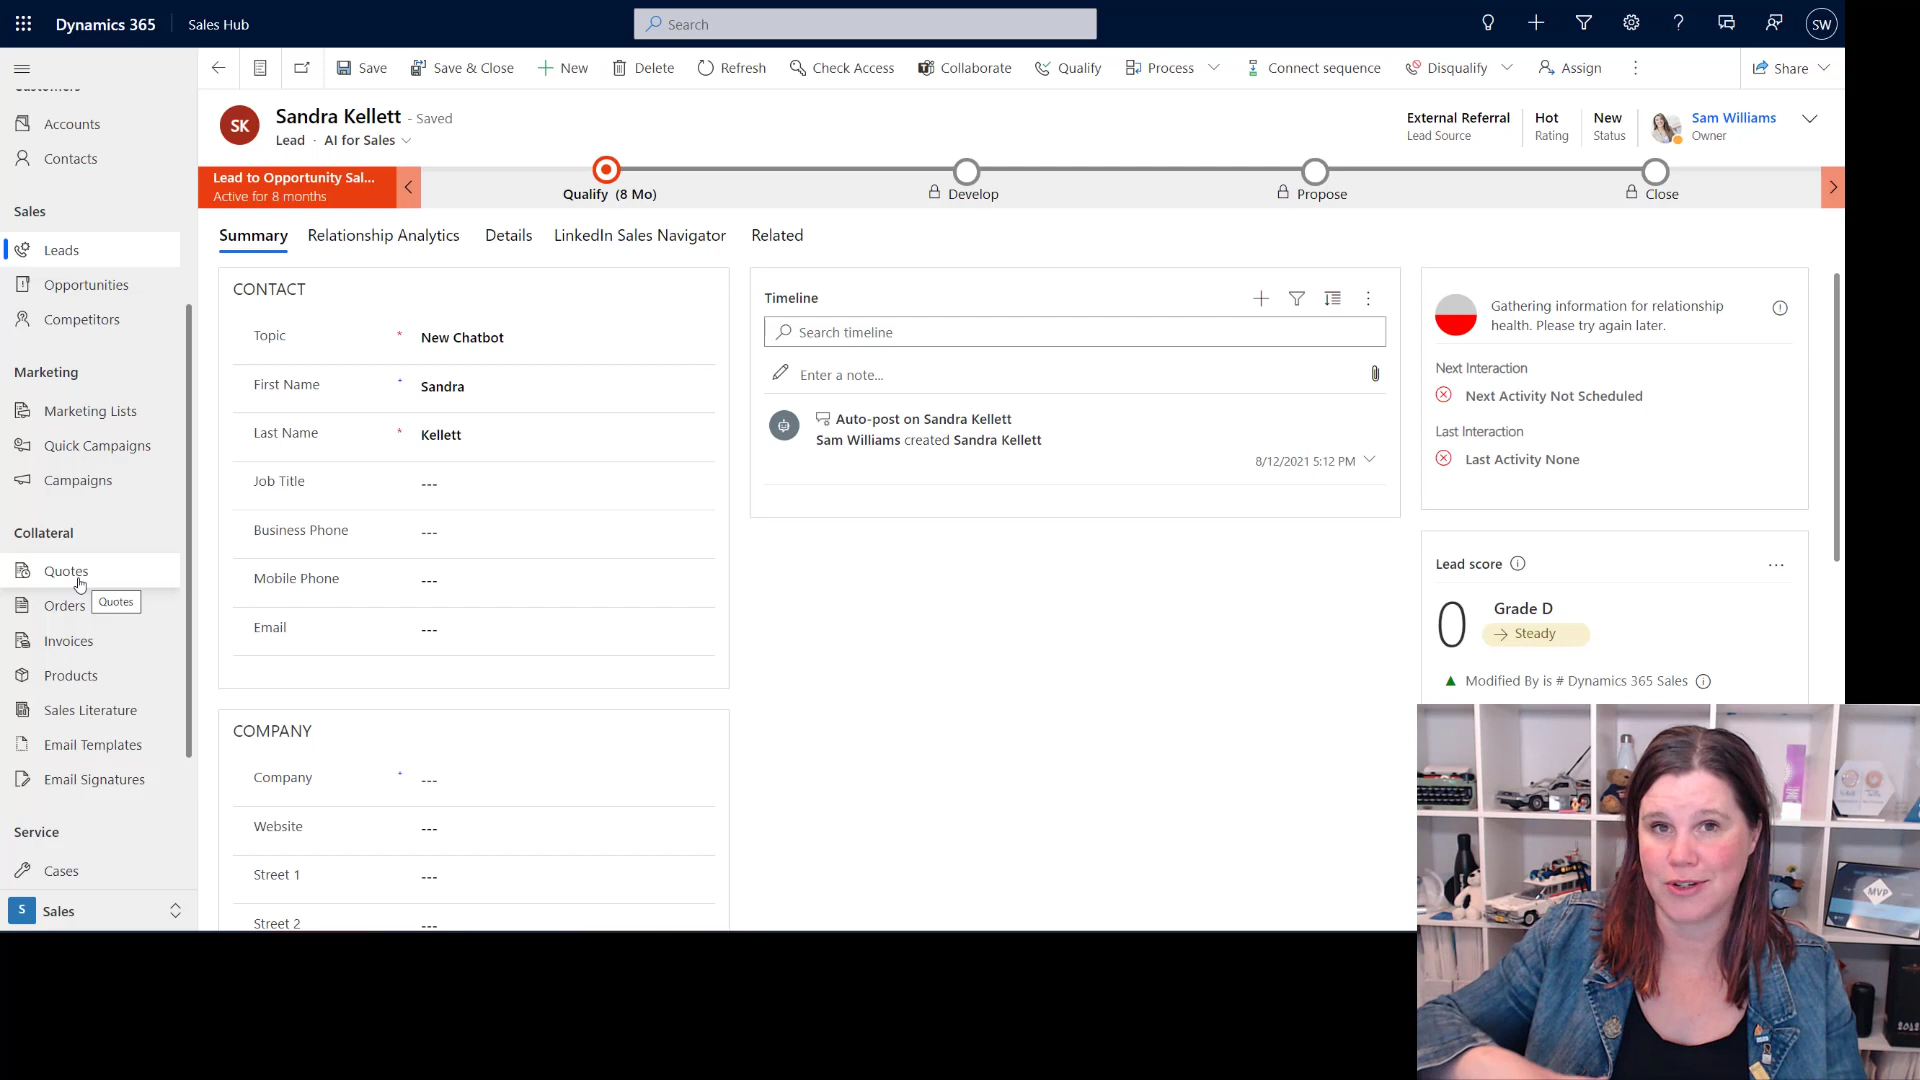 Dynamics 365
Sales Hub
Search
SW
Save
Save & Close
New
Delete
Refresh
Check Access
Collaborate
Qualify
Process
Connect sequence
Disqualify
Assign
Share
Customers
Accounts
Contacts
Sales
Leads
Opportunities
Competitors
Marketing
Marketing Lists
Quick Campaigns
Campaigns
Collateral
Quotes
Orders
Quotes
Invoices
Products
Sales Literature
Email Templates
Email Signatures
Service
Cases
S
Sales
SK
Sandra Kellett - Saved
Lead · AI for Sales
External Referral
Lead Source
Hot
Rating
New
Status
Sam Williams
Owner
Lead to Opportunity Sal...
Active for 8 months
Qualify (8 Mo)
Develop
Propose
Close
Summary
Relationship Analytics
Details
LinkedIn Sales Navigator
Related
CONTACT
Topic * New Chatbot
First Name + Sandra
Last Name * Kellett
Job Title ---
Business Phone ---
Mobile Phone ---
Email ---
COMPANY
Company + ---
Website ---
Street 1 ---
Street 2 ---
Timeline
Search timeline
Enter a note...
Auto-post on Sandra Kellett
Sam Williams created Sandra Kellett
8/12/2021 5:12 PM
Gathering information for relationship
health. Please try again later.
Next Interaction
Next Activity Not Scheduled
Last Interaction
Last Activity None
Lead score
0
Grade D
Steady
Modified By is # Dynamics 365 Sales
MVP